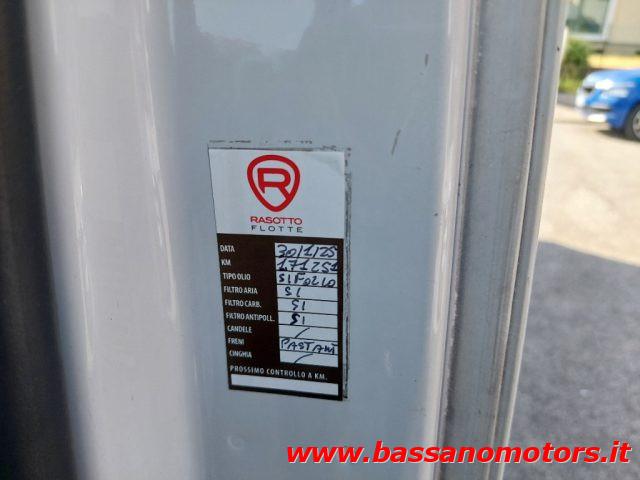 R
RASOTTO
FLOTTE
DATA 30/1/25
KM 171251
TIPO OLIO
FILTRO ARIA SI
FILTRO CARB. SI
FILTRO ANTIPOLL. SI
CANDELE /
FRENI
CINGHIA /
PROSSIMO CONTROLLO A KM.
www.bassanomotors.it